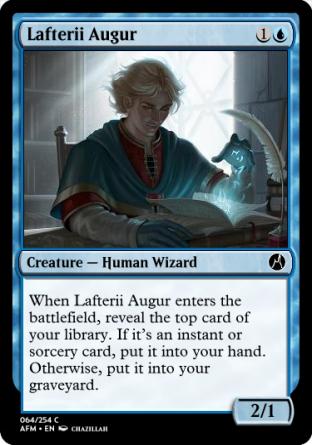 Lafterii Augur 1
Creature — Human Wizard
When Lafterii Augur enters the
battlefield, reveal the top card of
your library. If it's an instant or
sorcery card, put it into your hand.
Otherwise, put it into your
graveyard.
2/1
064/254 C
AFM • EN CHAZILLAH